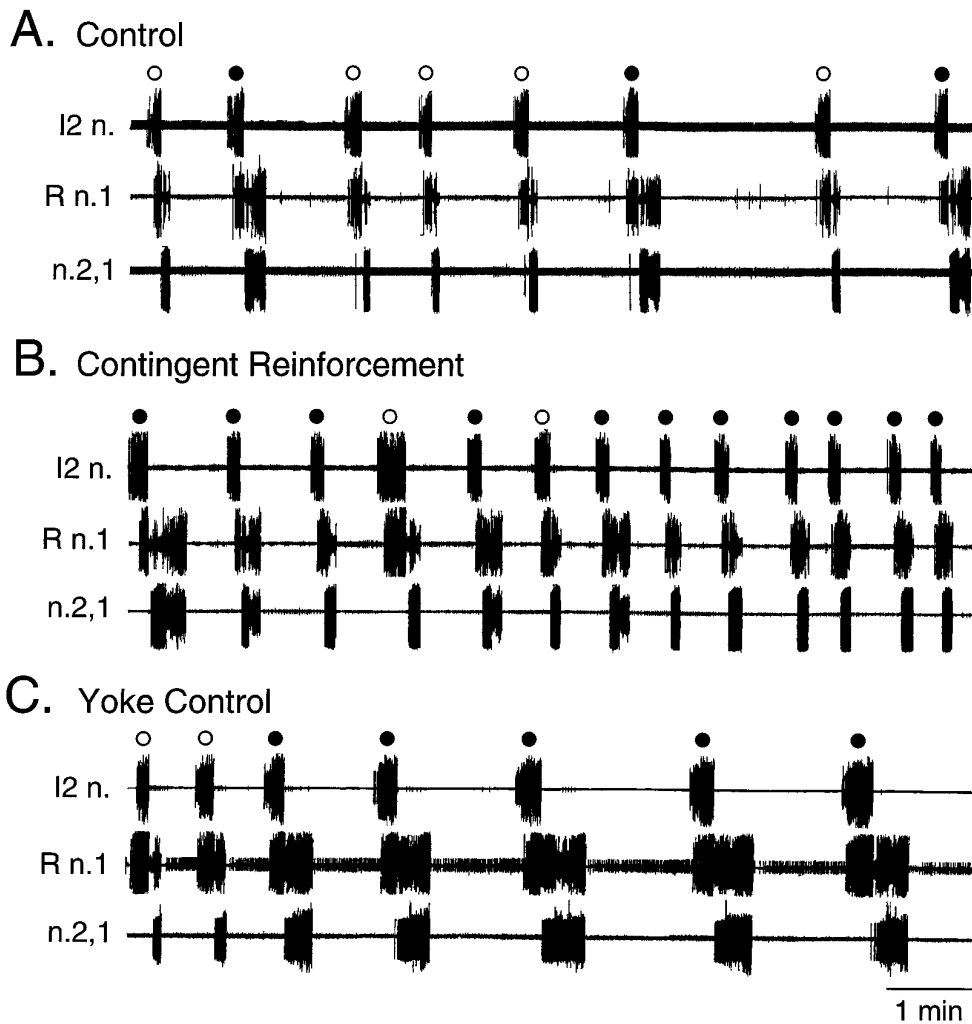 A. Control
I2 n.
R n.1
n.2,1
B. Contingent Reinforcement
I2 n.
R n.1
n.2,1
C. Yoke Control
I2 n.
R n.1
n.2,1
1 min